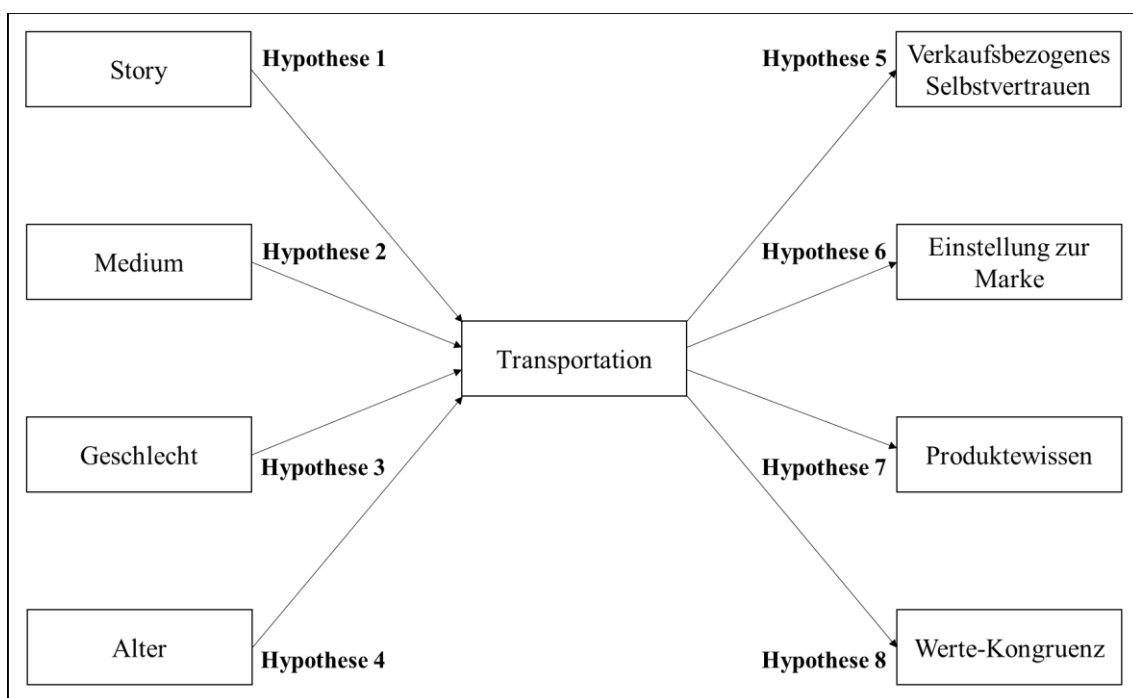 Story
Hypothese 1
Hypothese 5
Verkaufsbezogenes
Selbstvertrauen
Medium
Hypothese 2
Hypothese 6
Einstellung zur
Marke
Transportation
Geschlecht
Hypothese 3
Hypothese 7
Produktewissen
Alter
Hypothese 4
Hypothese 8
Werte-Kongruenz